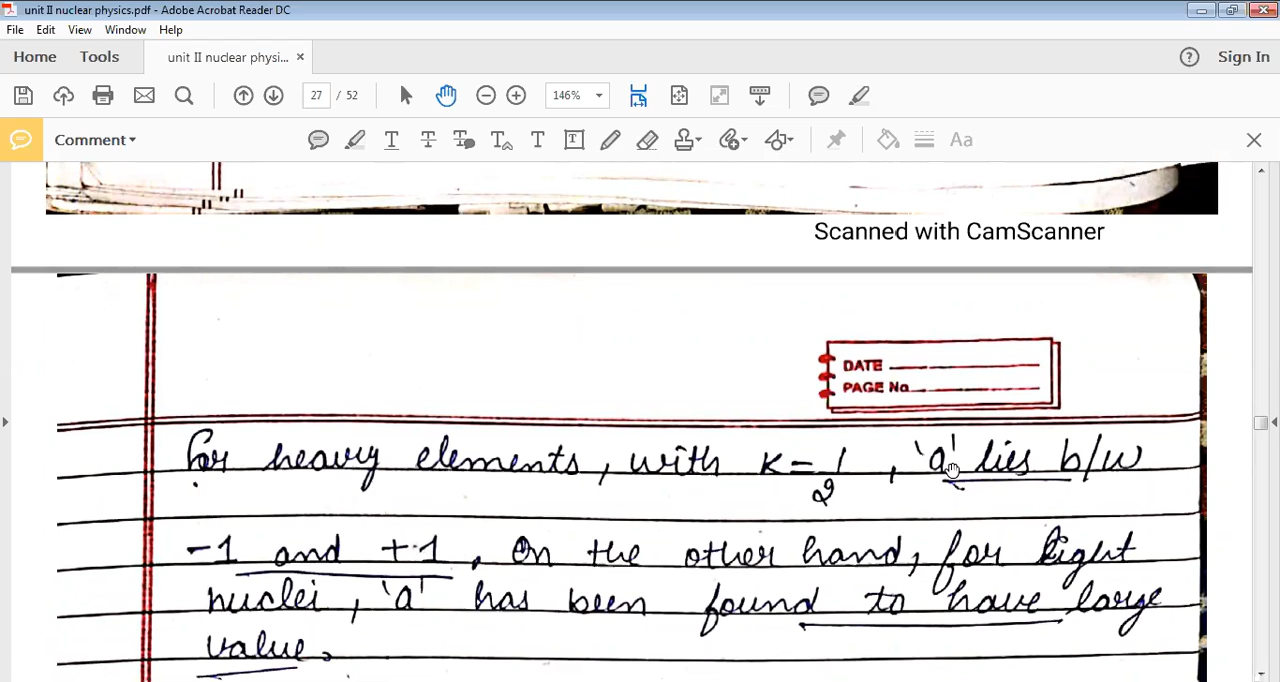 unit II nuclear physics.pdf - Adobe Acrobat Reader DC
File Edit View Window Help
Home Tools unit II nuclear physi... × Sign In
27 / 52 146%
Comment
Scanned with CamScanner
DATE
PAGE No
For heavy elements, with K = 1/2, 'a' lies b/w
-1 and +1, On the other hand, for light
nuclei, 'a' has been found to have large
value.